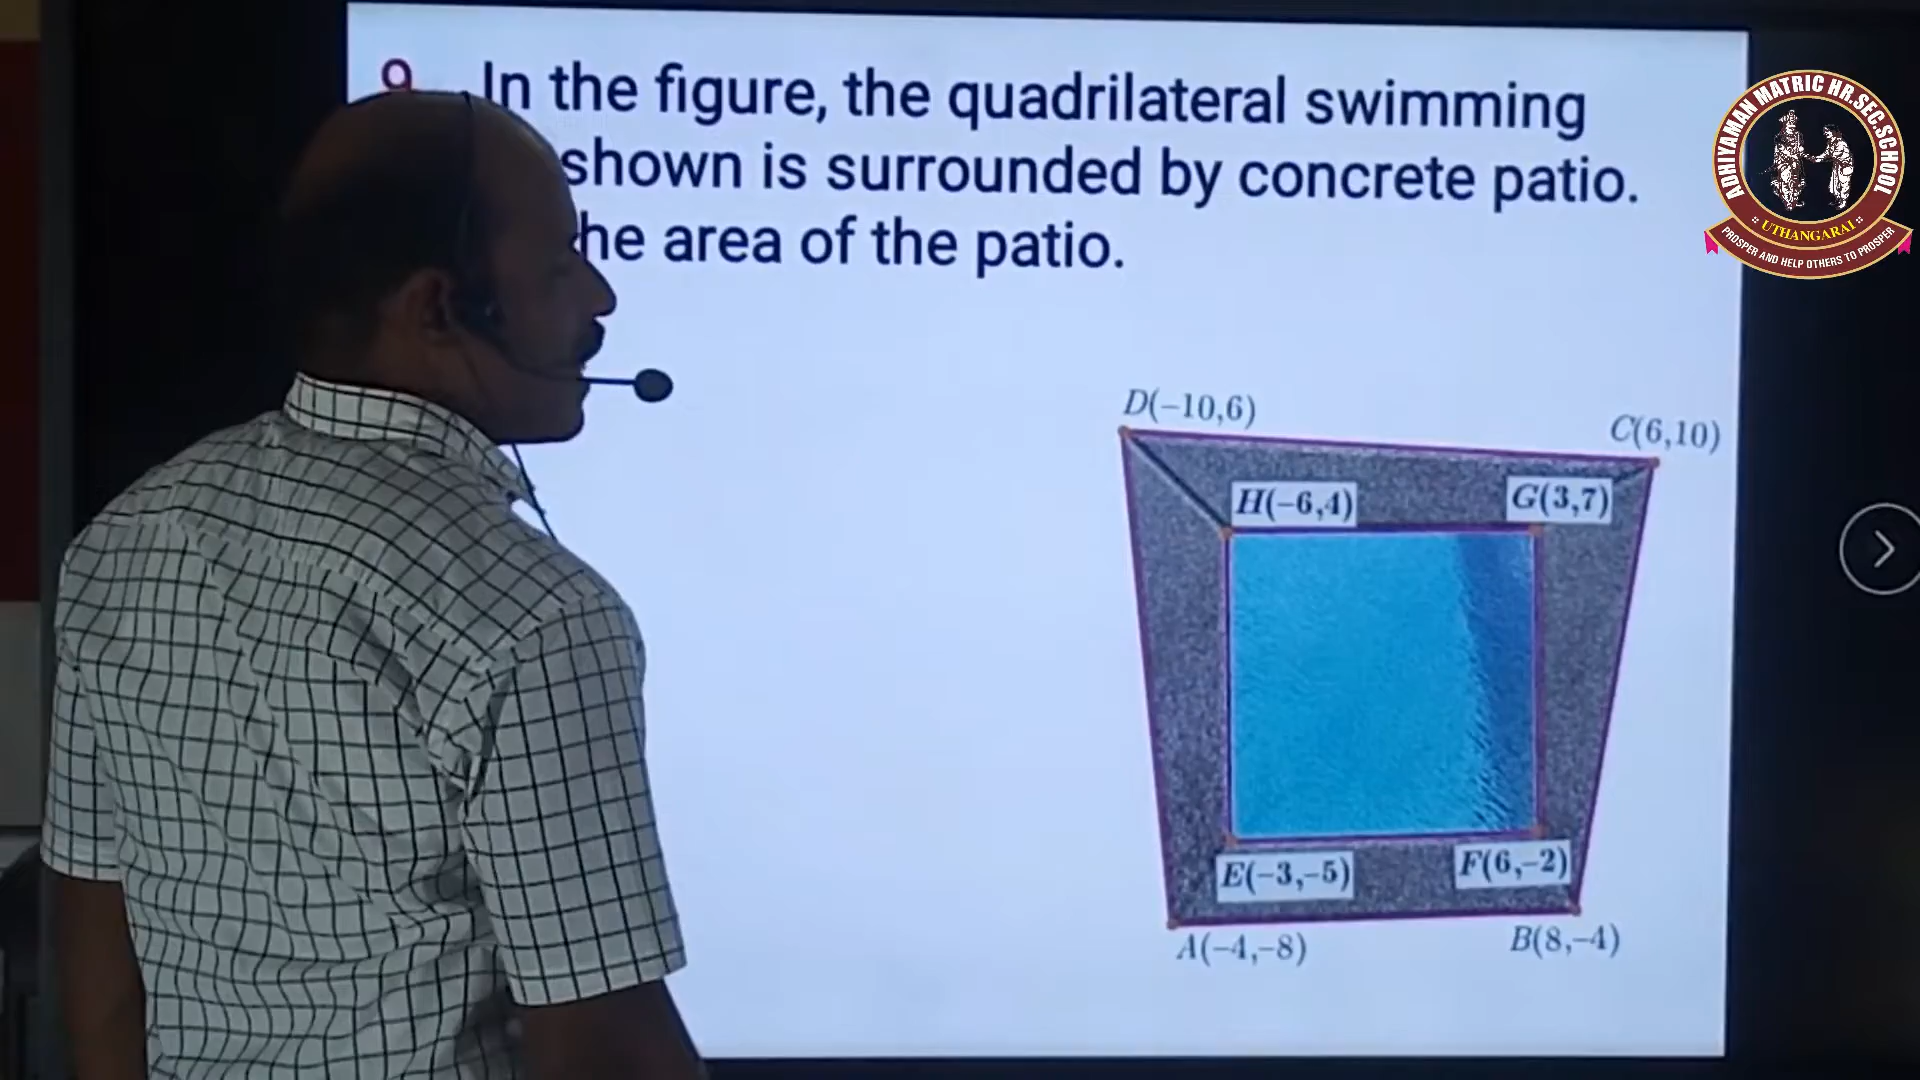 In the figure, the quadrilateral swimming
shown is surrounded by concrete patio.
the area of the patio.
D(−10,6)
C(6,10)
H(−6,4)
G(3,7)
E(−3,−5)
F(6,−2)
A(−4,−8)
B(8,−4)
ADHIYAMAN MATRIC HR.SEC.SCHOOL
:: UTHANGARAI ::
PROSPER AND HELP OTHERS TO PROSPER